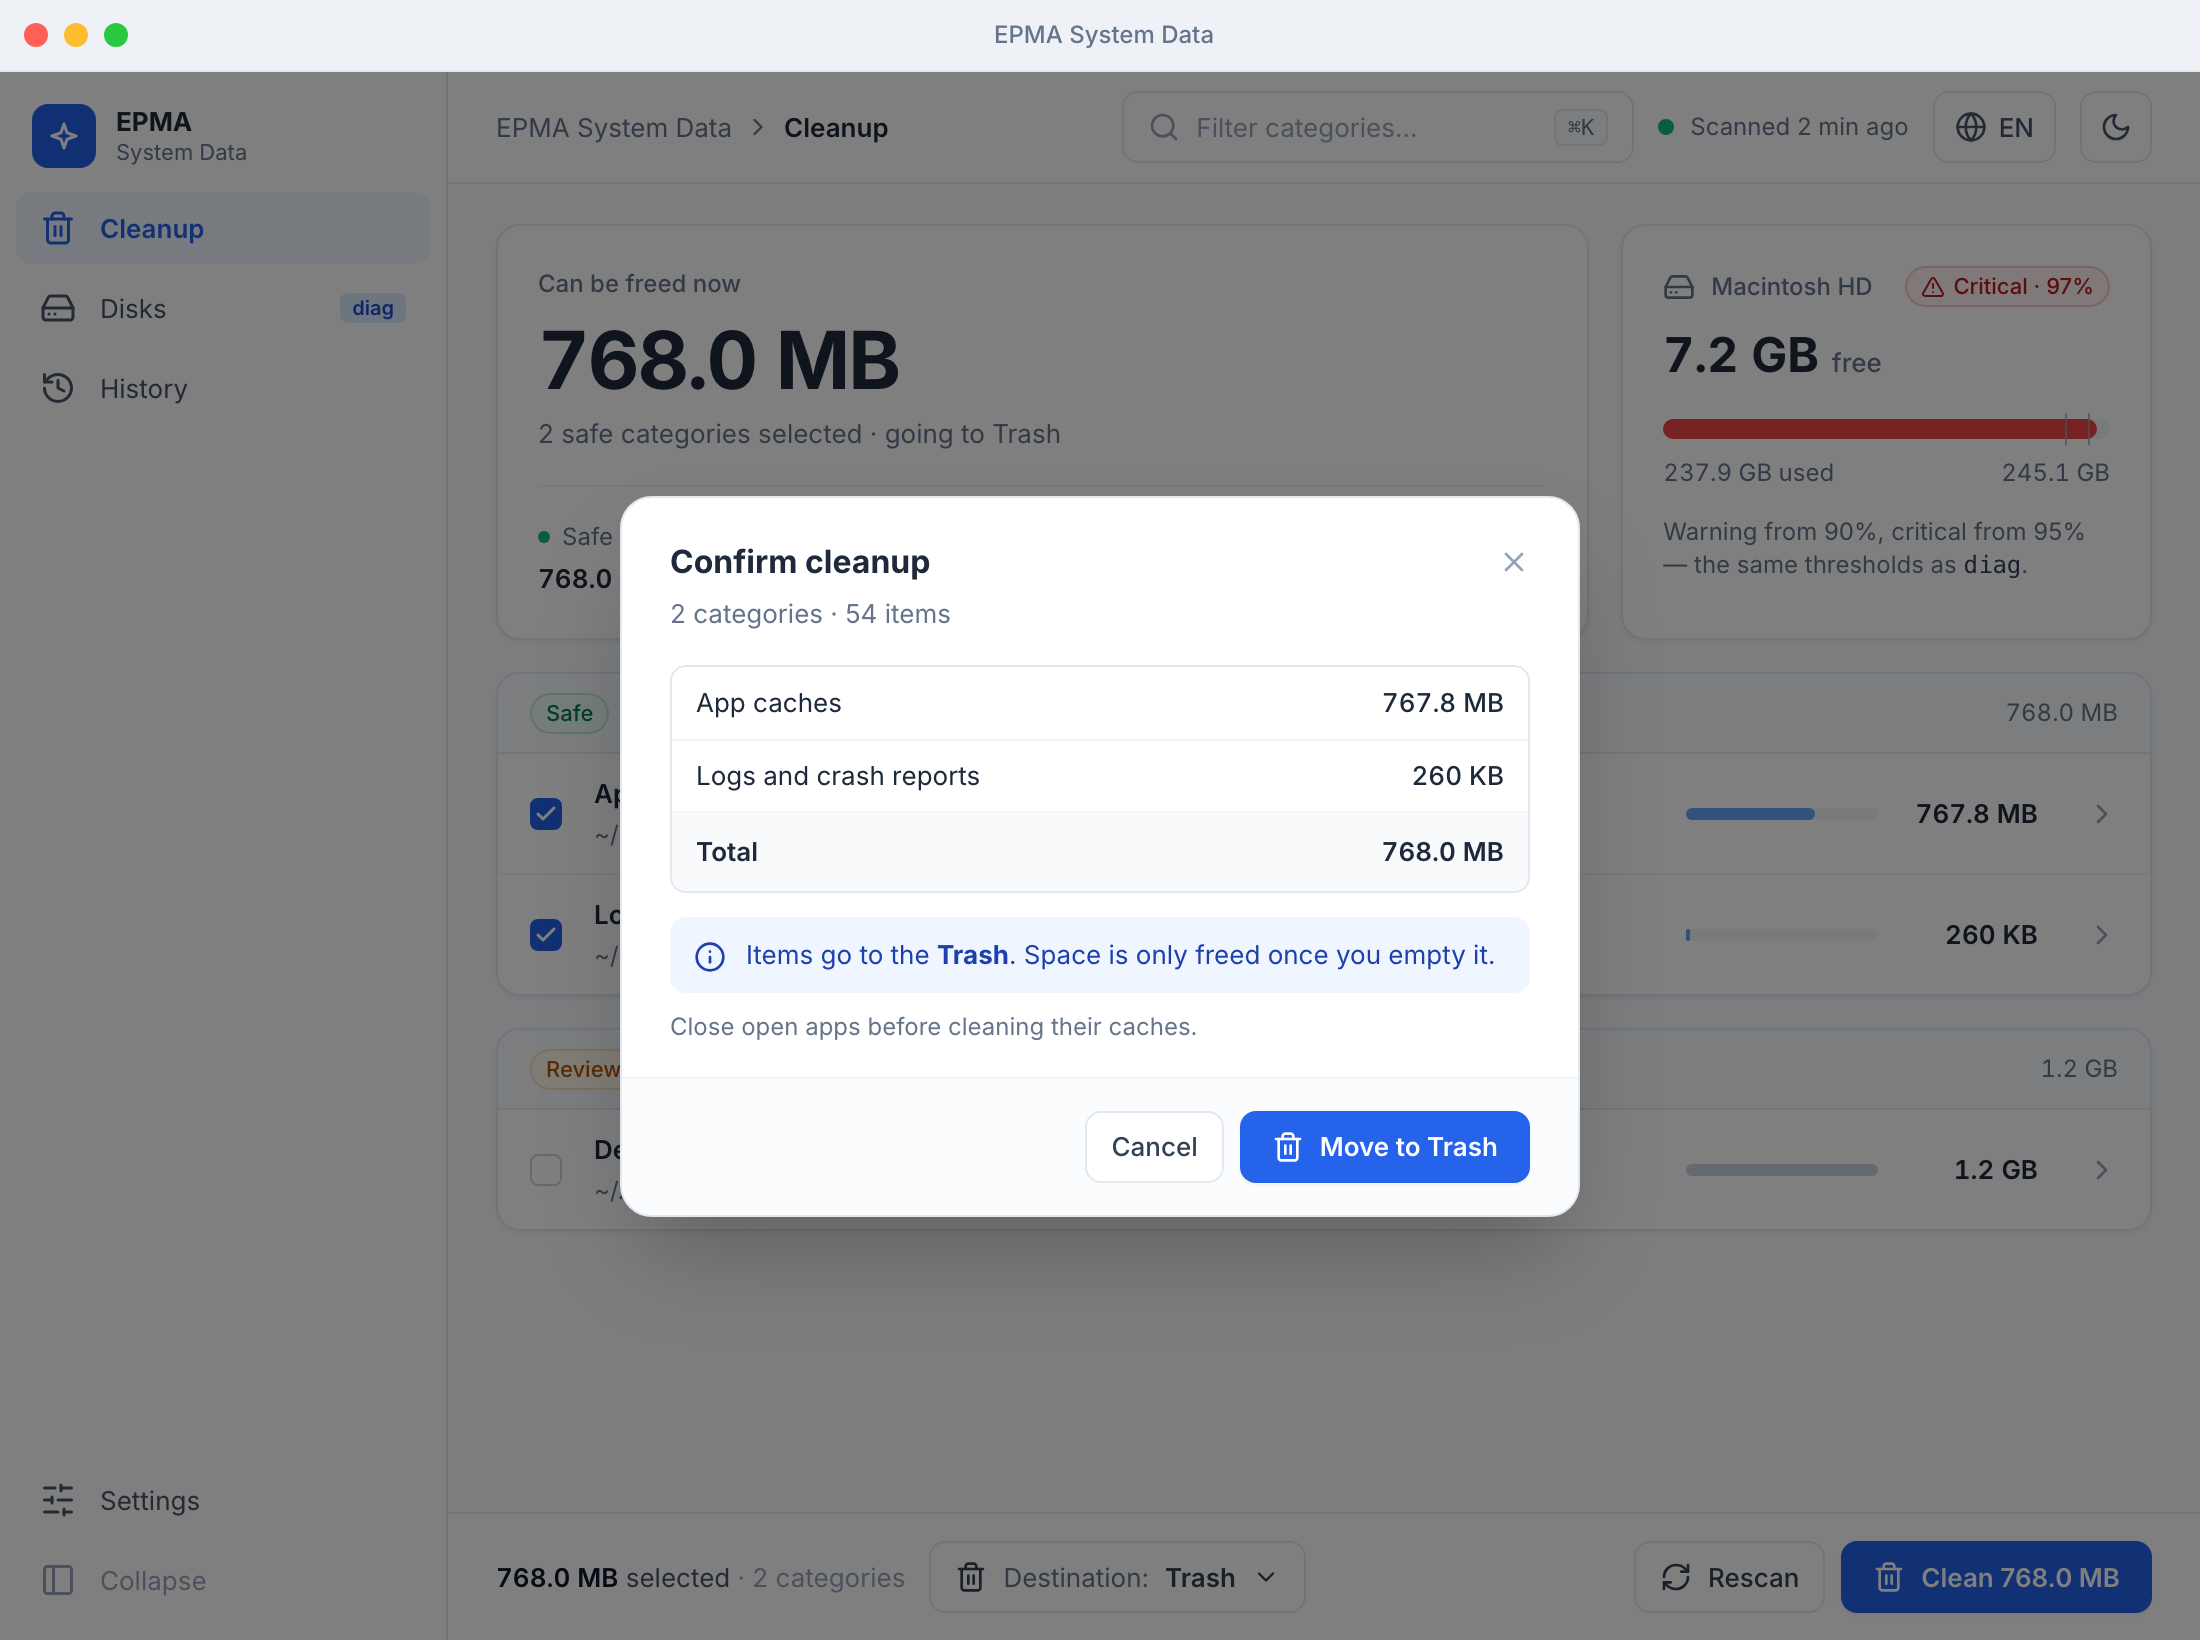 EPMA System Data
EPMA
System Data
Cleanup
Disks
diag
History
Settings
Collapse
EPMA System Data > Cleanup
Filter categories...
⌘K
Scanned 2 min ago
EN
Can be freed now
768.0 MB
2 safe categories selected · going to Trash
Safe
768.0
Macintosh HD
Critical · 97%
7.2 GB free
237.9 GB used
245.1 GB
Warning from 90%, critical from 95%
— the same thresholds as diag.
Safe
768.0 MB
767.8 MB
260 KB
Review
1.2 GB
1.2 GB
Confirm cleanup
2 categories · 54 items
App caches
767.8 MB
Logs and crash reports
260 KB
Total
768.0 MB
Items go to the Trash. Space is only freed once you empty it.
Close open apps before cleaning their caches.
Cancel
Move to Trash
768.0 MB selected · 2 categories
Destination: Trash
Rescan
Clean 768.0 MB